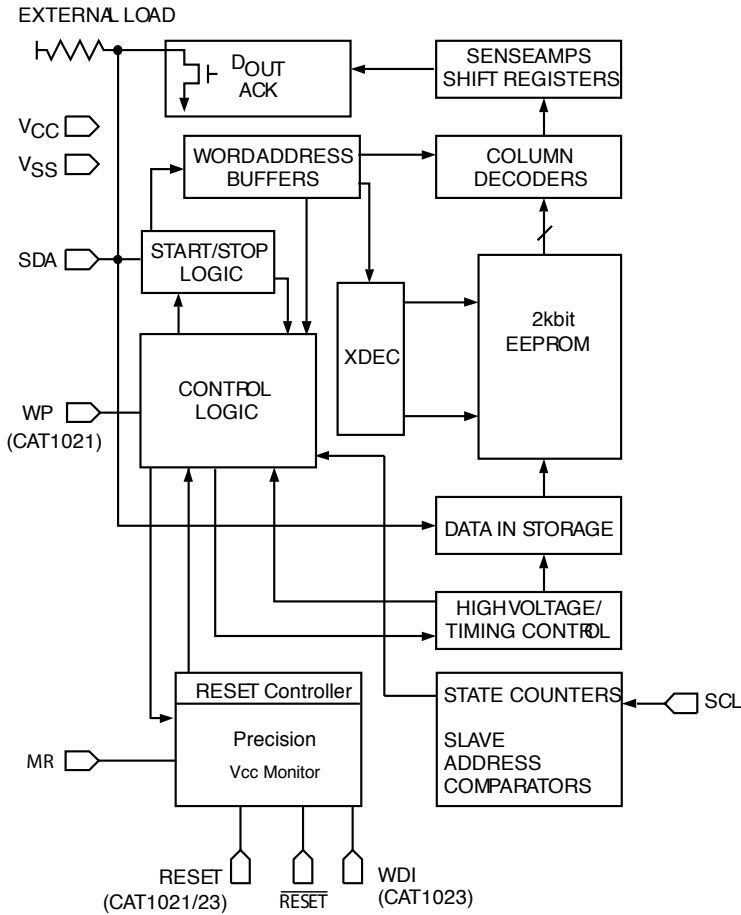 EXTERNAL LOAD
DOUT
ACK
SENSEAMPS
SHIFT REGISTERS
VCC
VSS
WORDADDRESS
BUFFERS
COLUMN
DECODERS
SDA
START/STOP
LOGIC
XDEC
2kbit
EEPROM
CONTROL
LOGIC
WP
(CAT1021)
DATA IN STORAGE
HIGHVOLTAGE/
TIMING CONTROL
RESET Controller
Precision
Vcc Monitor
STATE COUNTERS
SLAVE
ADDRESS
COMPARATORS
SCL
MR
RESET
(CAT1021/23)
RESET
WDI
(CAT1023)